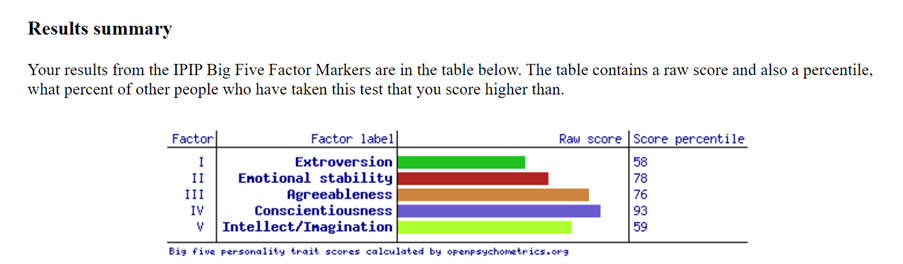 Results summary
Your results from the IPIP Big Five Factor Markers are in the table below. The table contains a raw score and also a percentile,
what percent of other people who have taken this test that you score higher than.
Factor Factor label Raw score Score percentile
I Extroversion 58
II Emotional stability 78
III Agreeableness 76
IV Conscientiousness 93
V Intellect/Imagination 59
Big five personality trait scores calculated by openpsychometrics.org